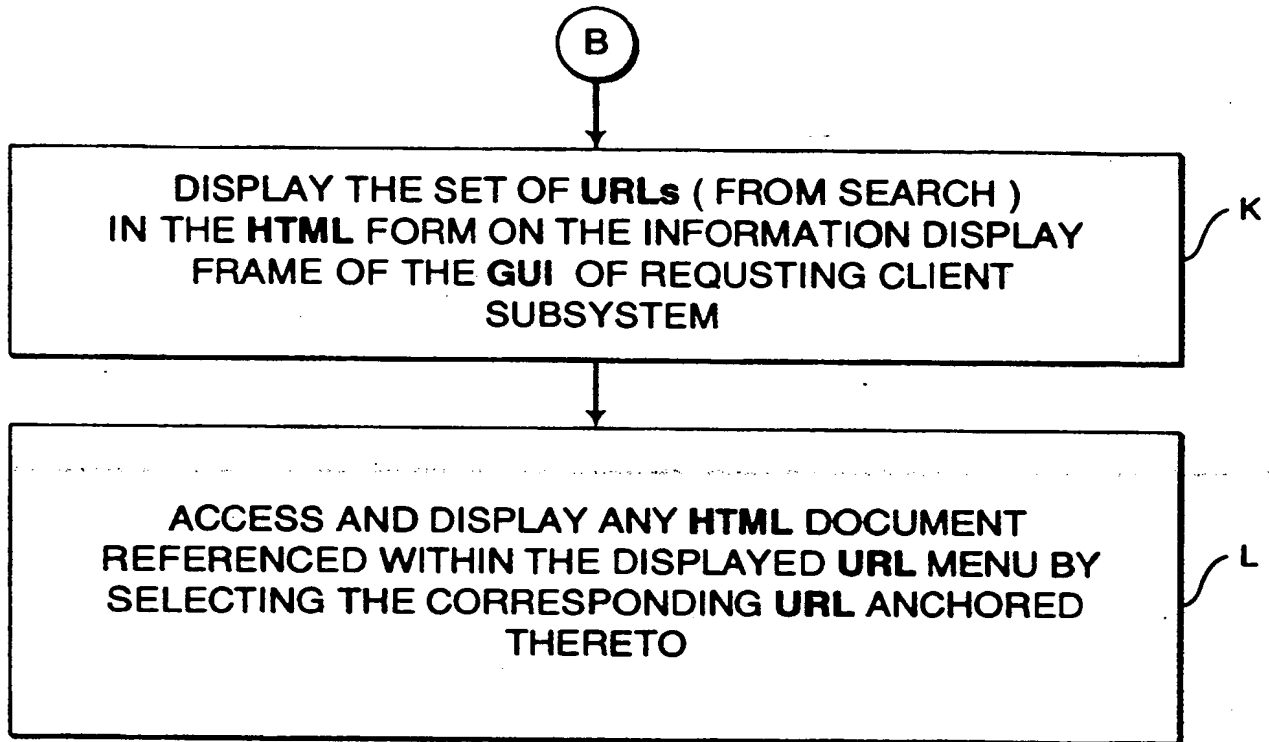 B
DISPLAY THE SET OF URLs ( FROM SEARCH )
IN THE HTML FORM ON THE INFORMATION DISPLAY
FRAME OF THE GUI OF REQUSTING CLIENT
SUBSYSTEM
K
ACCESS AND DISPLAY ANY HTML DOCUMENT
REFERENCED WITHIN THE DISPLAYED URL MENU BY
SELECTING THE CORRESPONDING URL ANCHORED
THERETO
L